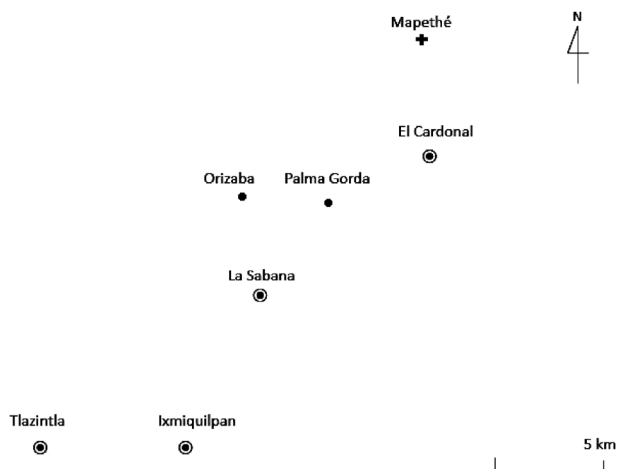 Mapethé
N
El Cardonal
Orizaba
Palma Gorda
La Sabana
Tlazintla
Ixmiquilpan
5 km